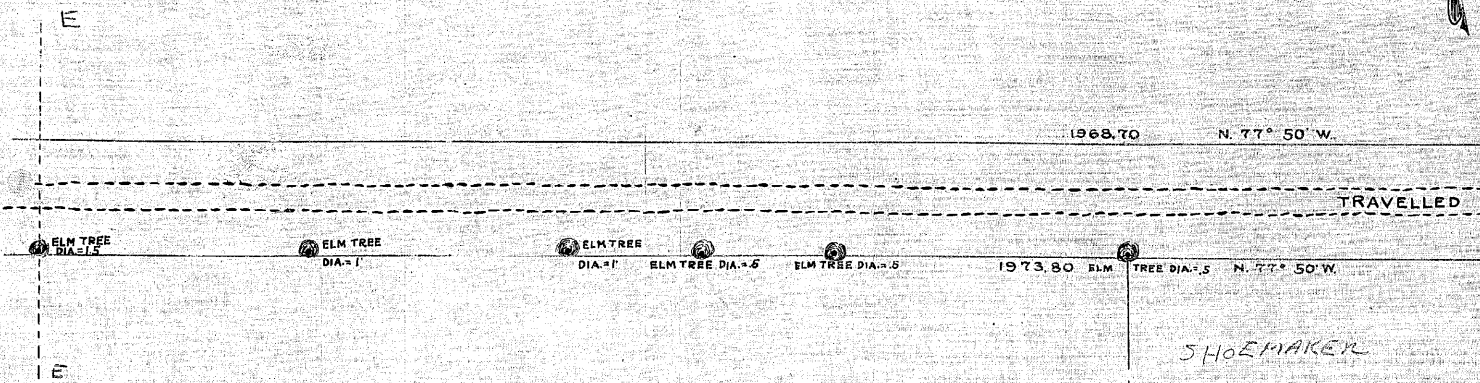 E
1968.70 N. 77° 50' W.
TRAVELLED
ELM TREE
DIA.=1.5
ELM TREE
DIA.= 1'
ELM TREE
DIA.= 1'
ELM TREE DIA.= .5
ELM TREE DIA.= .5
1973.80 ELM TREE DIA.= .5 N. 77° 50' W.
SHOEMAKER
E